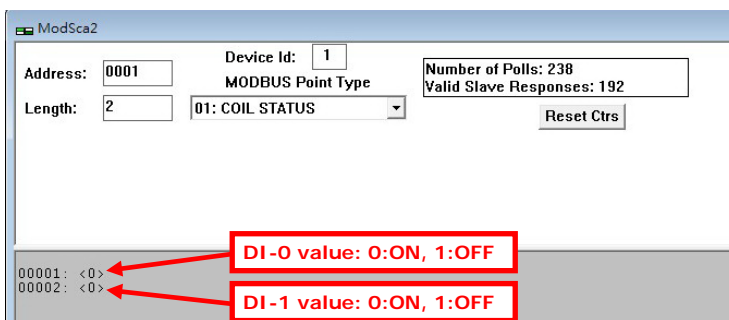 ModSca2
Device Id: 1
Address: 0001
MODBUS Point Type
Number of Polls: 238
Valid Slave Responses: 192
Length: 2
01: COIL STATUS
Reset Ctrs
DI-0 value: 0:ON, 1:OFF
00001: <0>
00002: <0>
DI-1 value: 0:ON, 1:OFF